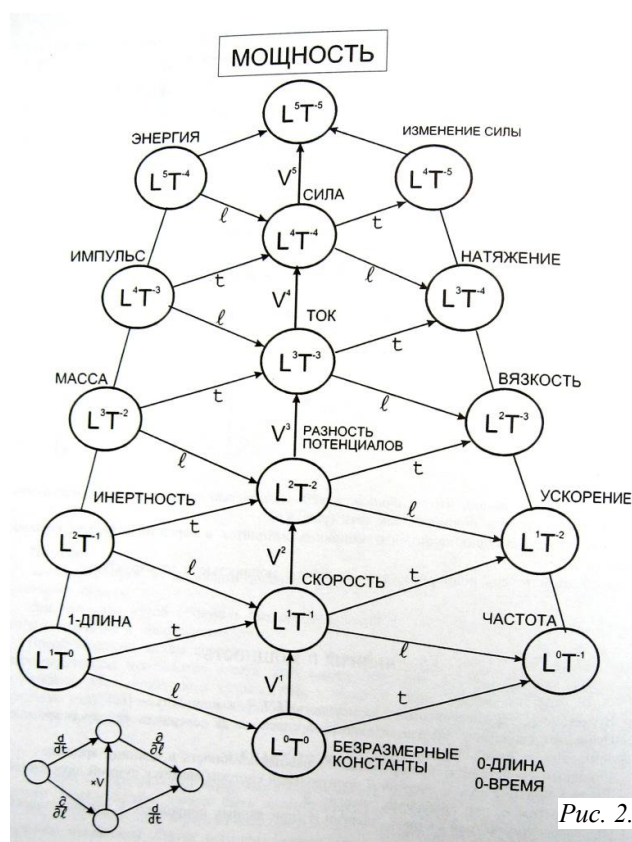 МОЩНОСТЬ
L⁵T⁻⁵
ЭНЕРГИЯ
ИЗМЕНЕНИЕ СИЛЫ
L⁵T⁻⁴
V⁵
L⁴T⁻⁵
СИЛА
ℓ
t
L⁴T⁻⁴
ИМПУЛЬС
НАТЯЖЕНИЕ
t
ℓ
L⁴T⁻³
V⁴
L³T⁻⁴
ℓ
ТОК
t
L³T⁻³
МАССА
ВЯЗКОСТЬ
t
ℓ
L³T⁻²
V³
РАЗНОСТЬ
ПОТЕНЦИАЛОВ
L²T⁻³
ℓ
t
L²T⁻²
ИНЕРТНОСТЬ
УСКОРЕНИЕ
t
ℓ
L²T⁻¹
V²
L¹T⁻²
ℓ
СКОРОСТЬ
t
L¹T⁻¹
1-ДЛИНА
ЧАСТОТА
t
ℓ
L¹T⁰
V¹
L⁰T⁻¹
ℓ
t
L⁰T⁰
БЕЗРАЗМЕРНЫЕ
КОНСТАНТЫ
0-ДЛИНА
0-ВРЕМЯ
d/dt
∂/∂ℓ
×V
∂/∂ℓ
d/dt
Рис. 2.